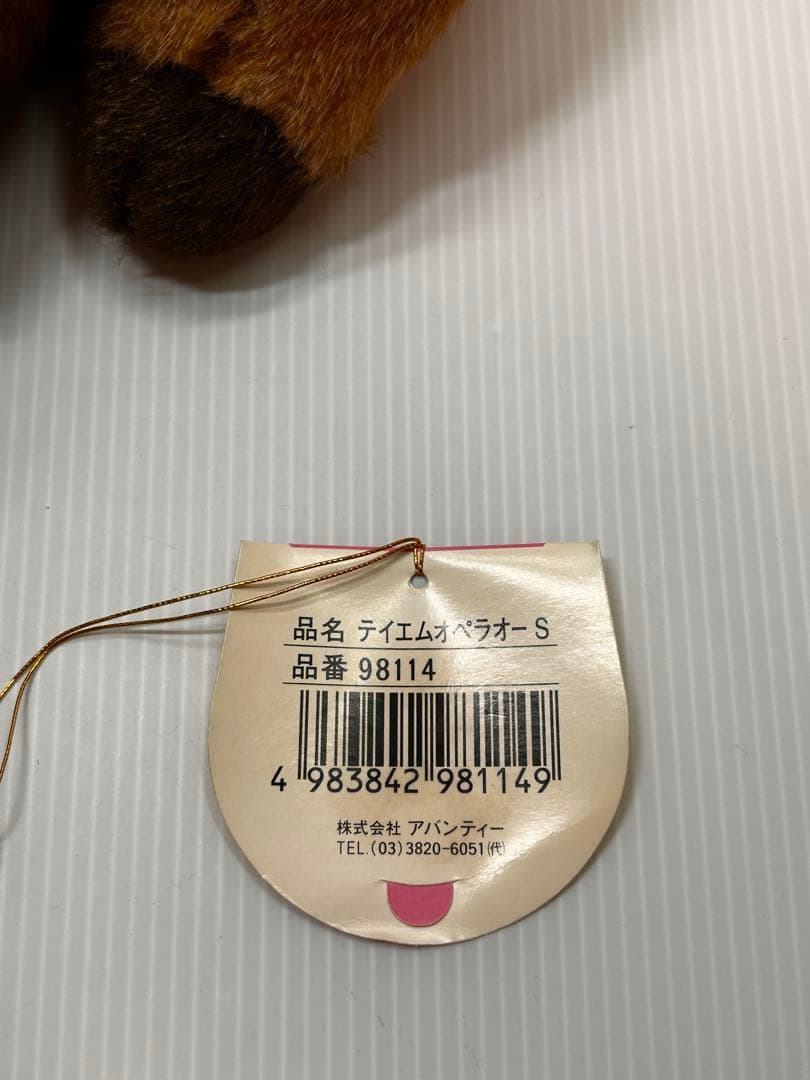 品名 テイエムオペラオーS
品番 98114
4 983842 981149
株式会社 アバンティー
TEL.(03)3820-6051(代)